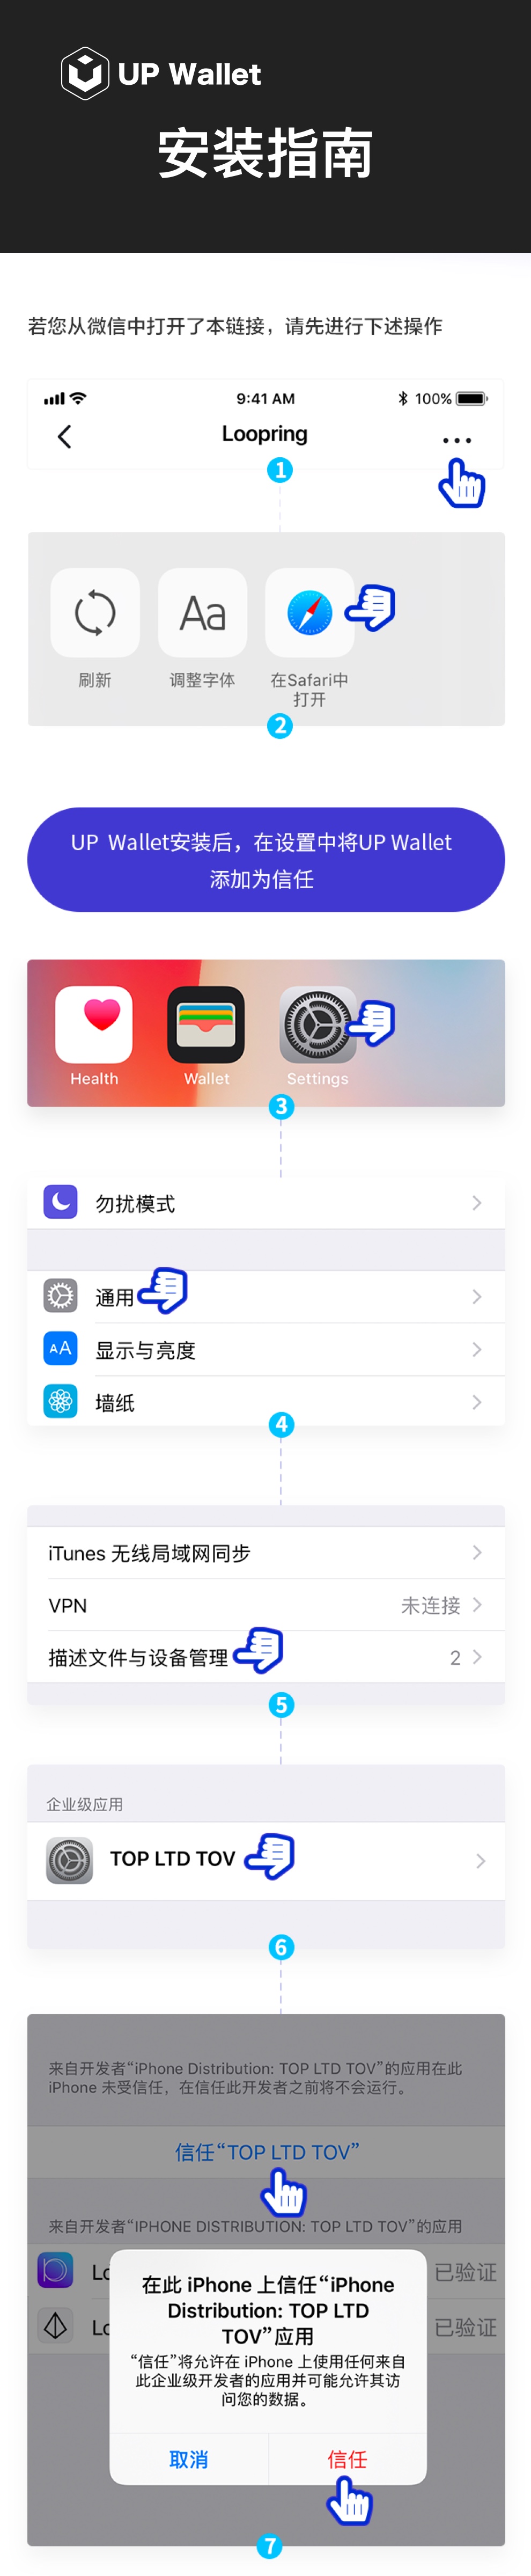 UP Wallet
安装指南
若您从微信中打开了本链接，请先进行下述操作
9:41 AM
100%
Loopring
1
Aa
刷新
调整字体
在Safari中
打开
2
UP Wallet安装后，在设置中将UP Wallet
添加为信任
Health
Wallet
Settings
3
勿扰模式
通用
AA
显示与亮度
墙纸
4
iTunes 无线局域网同步
VPN
未连接
描述文件与设备管理
2
5
企业级应用
TOP LTD TOV
6
来自开发者“iPhone Distribution: TOP LTD TOV”的应用在此
iPhone 未受信任，在信任此开发者之前将不会运行。
信任“TOP LTD TOV”
来自开发者“IPHONE DISTRIBUTION: TOP LTD TOV”的应用
Lo
已验证
Lo
已验证
在此 iPhone 上信任“iPhone
Distribution: TOP LTD
TOV”应用
“信任”将允许在 iPhone 上使用任何来自
此企业级开发者的应用并可能允许其访
问您的数据。
取消
信任
7